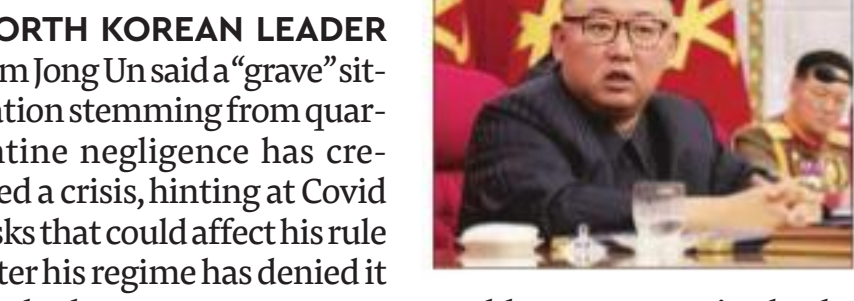 ORTH KOREAN LEADER
m Jong Un said a “grave” sit-
ation stemming from quar-
ntine negligence has cre-
ed a crisis, hinting at Covid
sks that could affect his rule
ter his regime has denied it